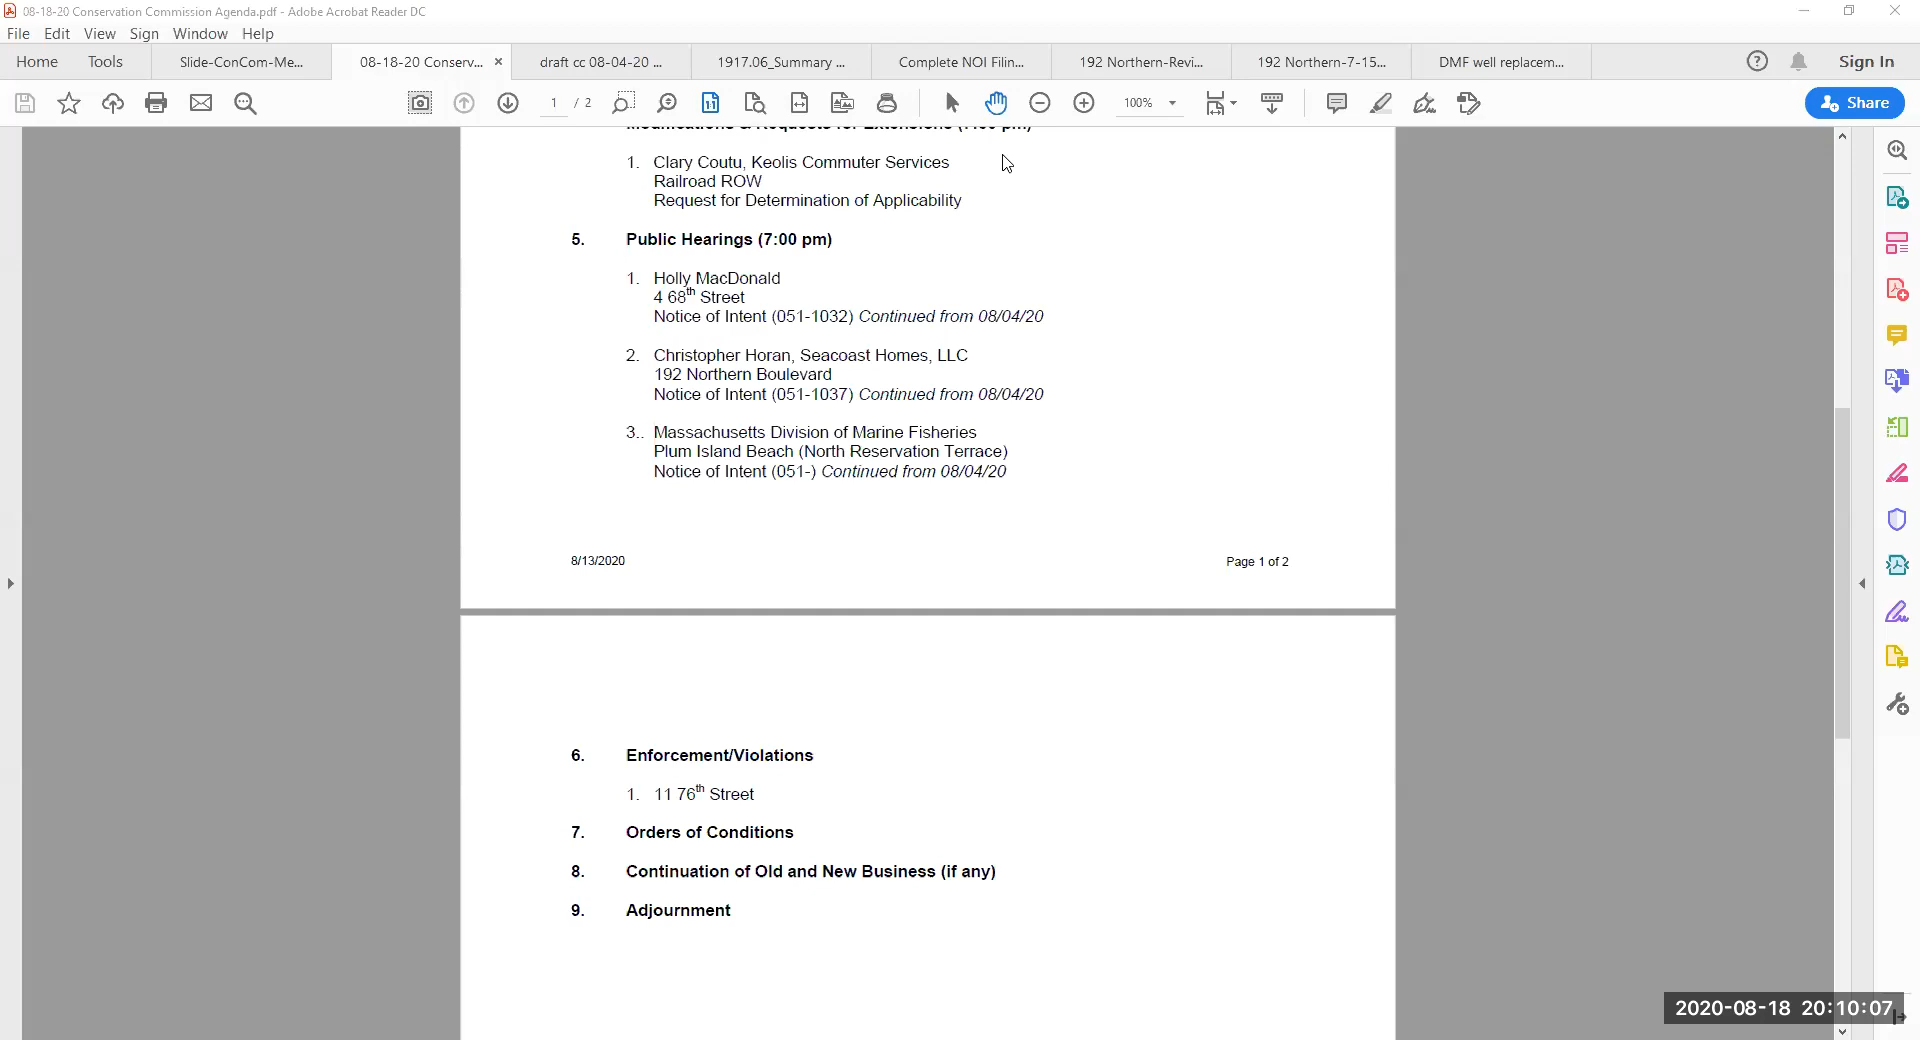 08-18-20 Conservation Commission Agenda.pdf - Adobe Acrobat Reader DC
File Edit View Sign Window Help
Home Tools Slide-ConCom-Me... 08-18-20 Conserv... × draft cc 08-04-20 ... 1917.06_Summary ... Complete NOI Filin... 192 Northern-Revi... 192 Northern-7-15... DMF well replacem... Sign In
1 / 2 100% Share
Modifications & Requests for Extensions (7:00 pm)
1. Clary Coutu, Keolis Commuter Services
Railroad ROW
Request for Determination of Applicability
5. Public Hearings (7:00 pm)
1. Holly MacDonald
4 68th Street
Notice of Intent (051-1032) Continued from 08/04/20
2. Christopher Horan, Seacoast Homes, LLC
192 Northern Boulevard
Notice of Intent (051-1037) Continued from 08/04/20
3.. Massachusetts Division of Marine Fisheries
Plum Island Beach (North Reservation Terrace)
Notice of Intent (051-) Continued from 08/04/20
8/13/2020 Page 1 of 2
6. Enforcement/Violations
1. 11 76th Street
7. Orders of Conditions
8. Continuation of Old and New Business (if any)
9. Adjournment
2020-08-18 20:10:07